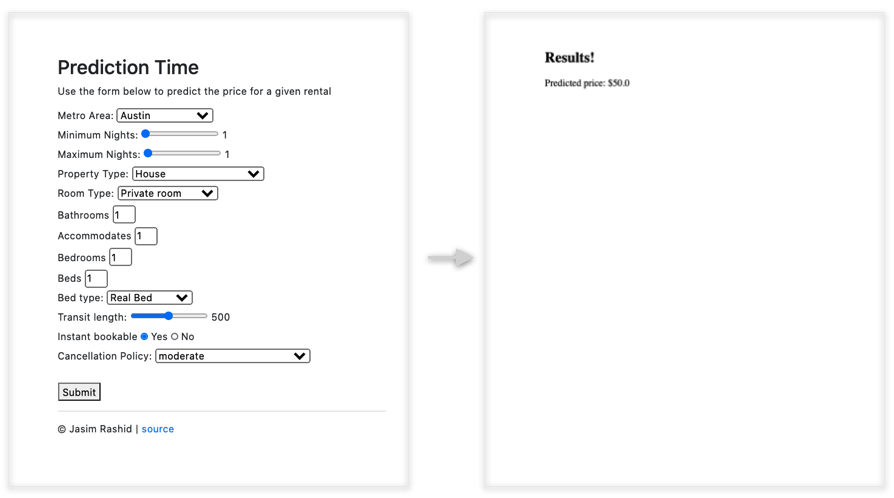 Prediction Time
Use the form below to predict the price for a given rental
Metro Area: Austin
Minimum Nights: 1
Maximum Nights: 1
Property Type: House
Room Type: Private room
Bathrooms 1
Accommodates 1
Bedrooms 1
Beds 1
Bed type: Real Bed
Transit length: 500
Instant bookable Yes No
Cancellation Policy: moderate
Submit
© Jasim Rashid | source
Results!
Predicted price: $50.0